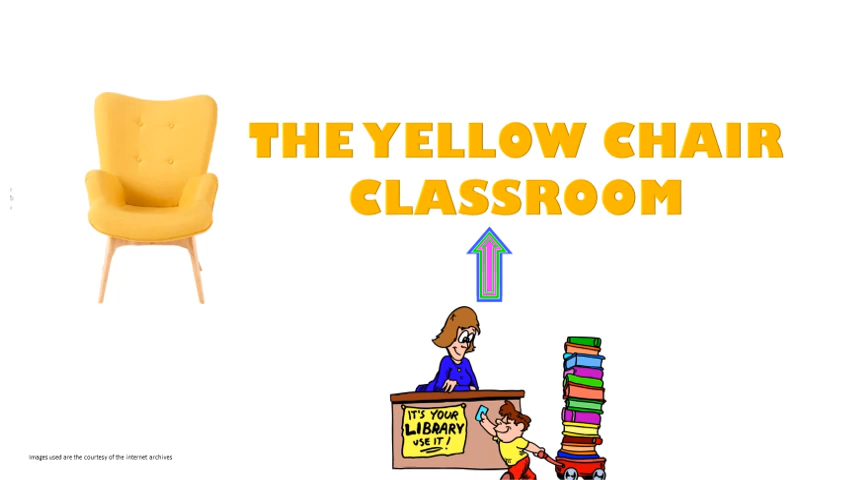 THE YELLOW CHAIR
CLASSROOM
IT'S YOUR
LIBRARY
USE IT!
Images used are the courtesy of the internet archives